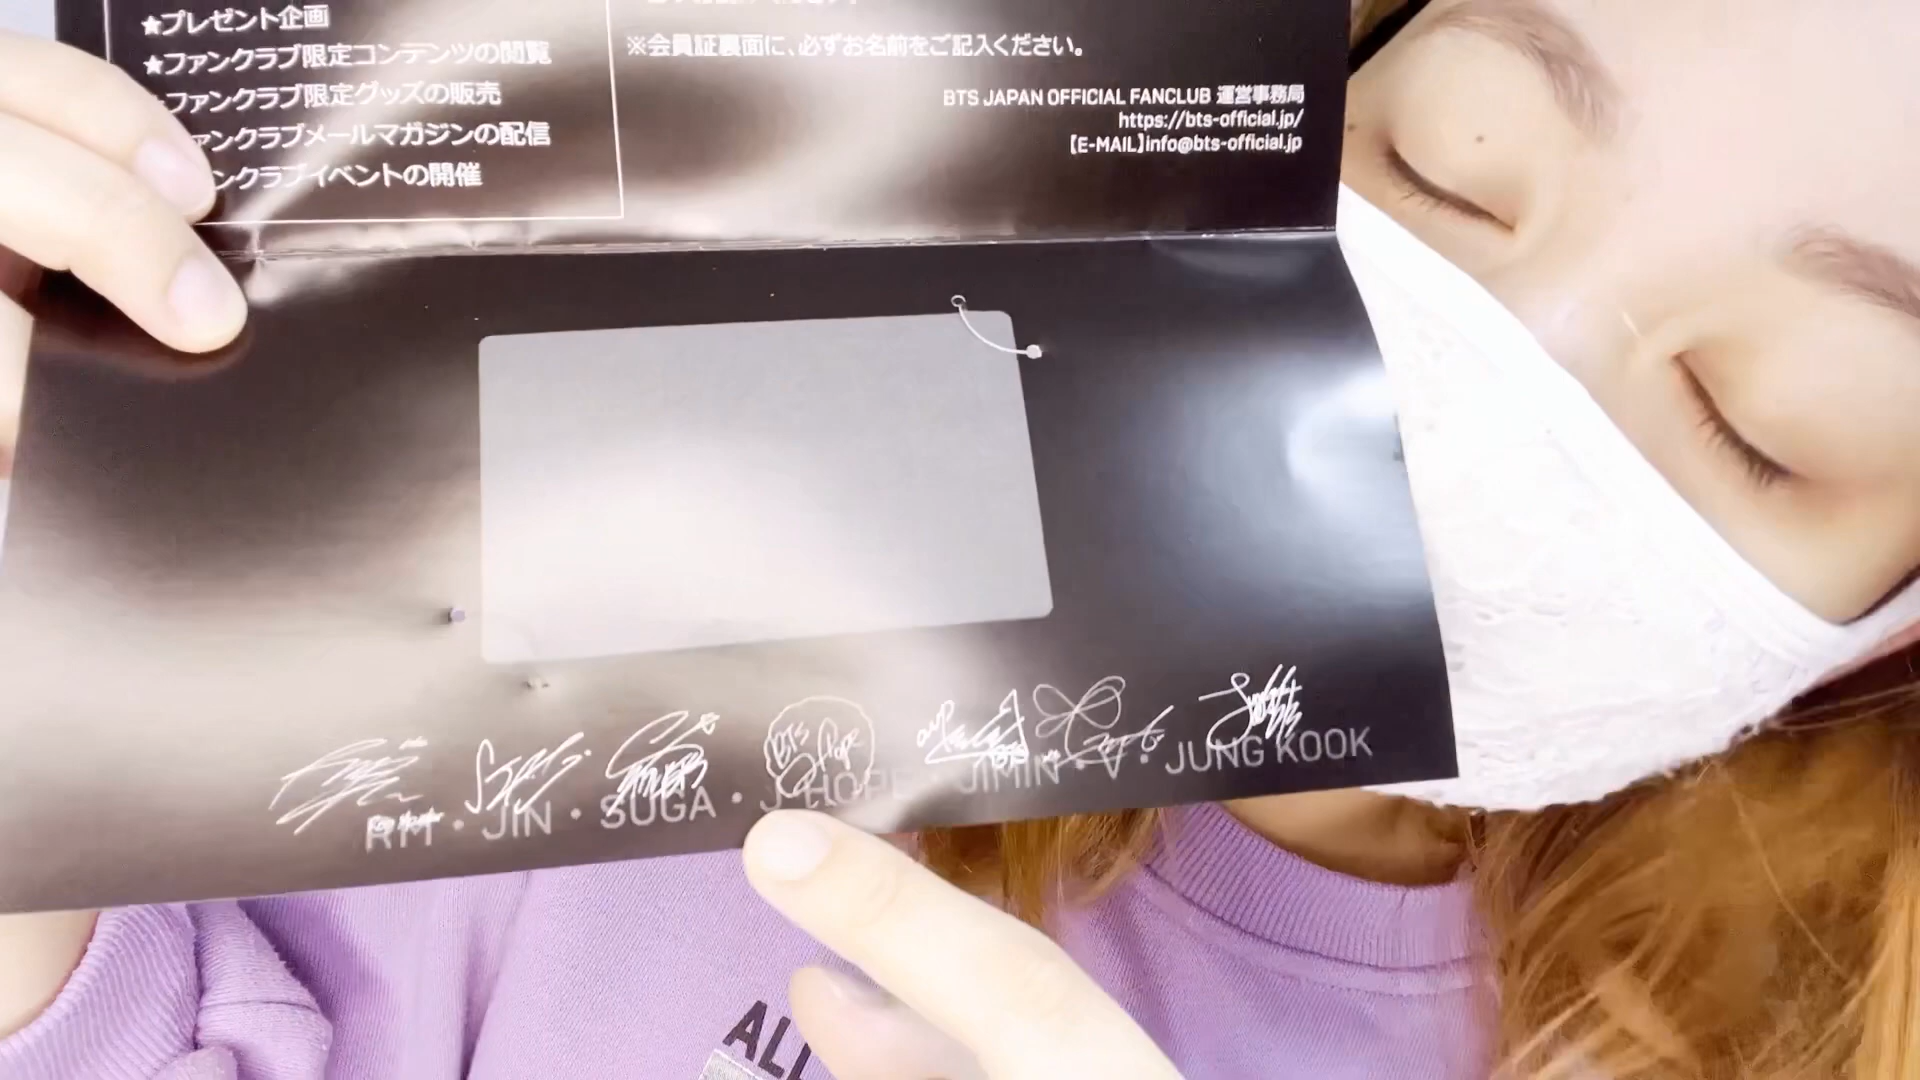 ★プレゼント企画
★ファンクラブ限定コンテンツの閲覧
ファンクラブ限定グッズの販売
ァンクラブメールマガジンの配信
ンクラブイベントの開催
※会員証裏面に、必ずお名前をご記入ください。
BTS JAPAN OFFICIAL FANCLUB 運営事務局
https://bts-official.jp/
【E-MAIL】info@bts-official.jp
RM・JIN・SUGA・J-HOPE・JIMIN・V・JUNG KOOK
ALL